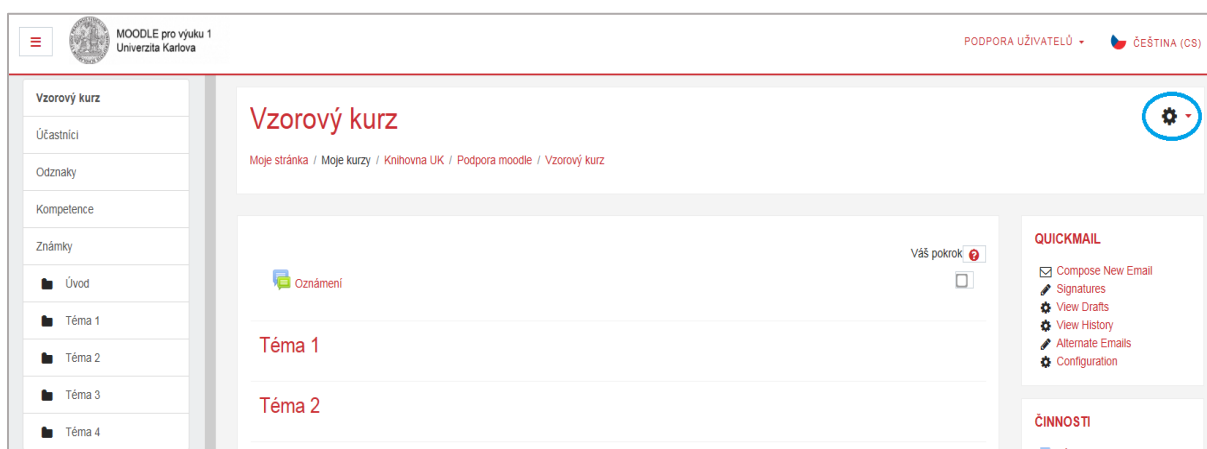 MOODLE pro výuku 1
Univerzita Karlova
PODPORA UŽIVATELŮ
ČEŠTINA (CS)
Vzorový kurz
Účastníci
Odznaky
Kompetence
Známky
Úvod
Téma 1
Téma 2
Téma 3
Téma 4
Vzorový kurz
Moje stránka / Moje kurzy / Knihovna UK / Podpora moodle / Vzorový kurz
Váš pokrok
Oznámení
Téma 1
Téma 2
QUICKMAIL
Compose New Email
Signatures
View Drafts
View History
Alternate Emails
Configuration
ČINNOSTI